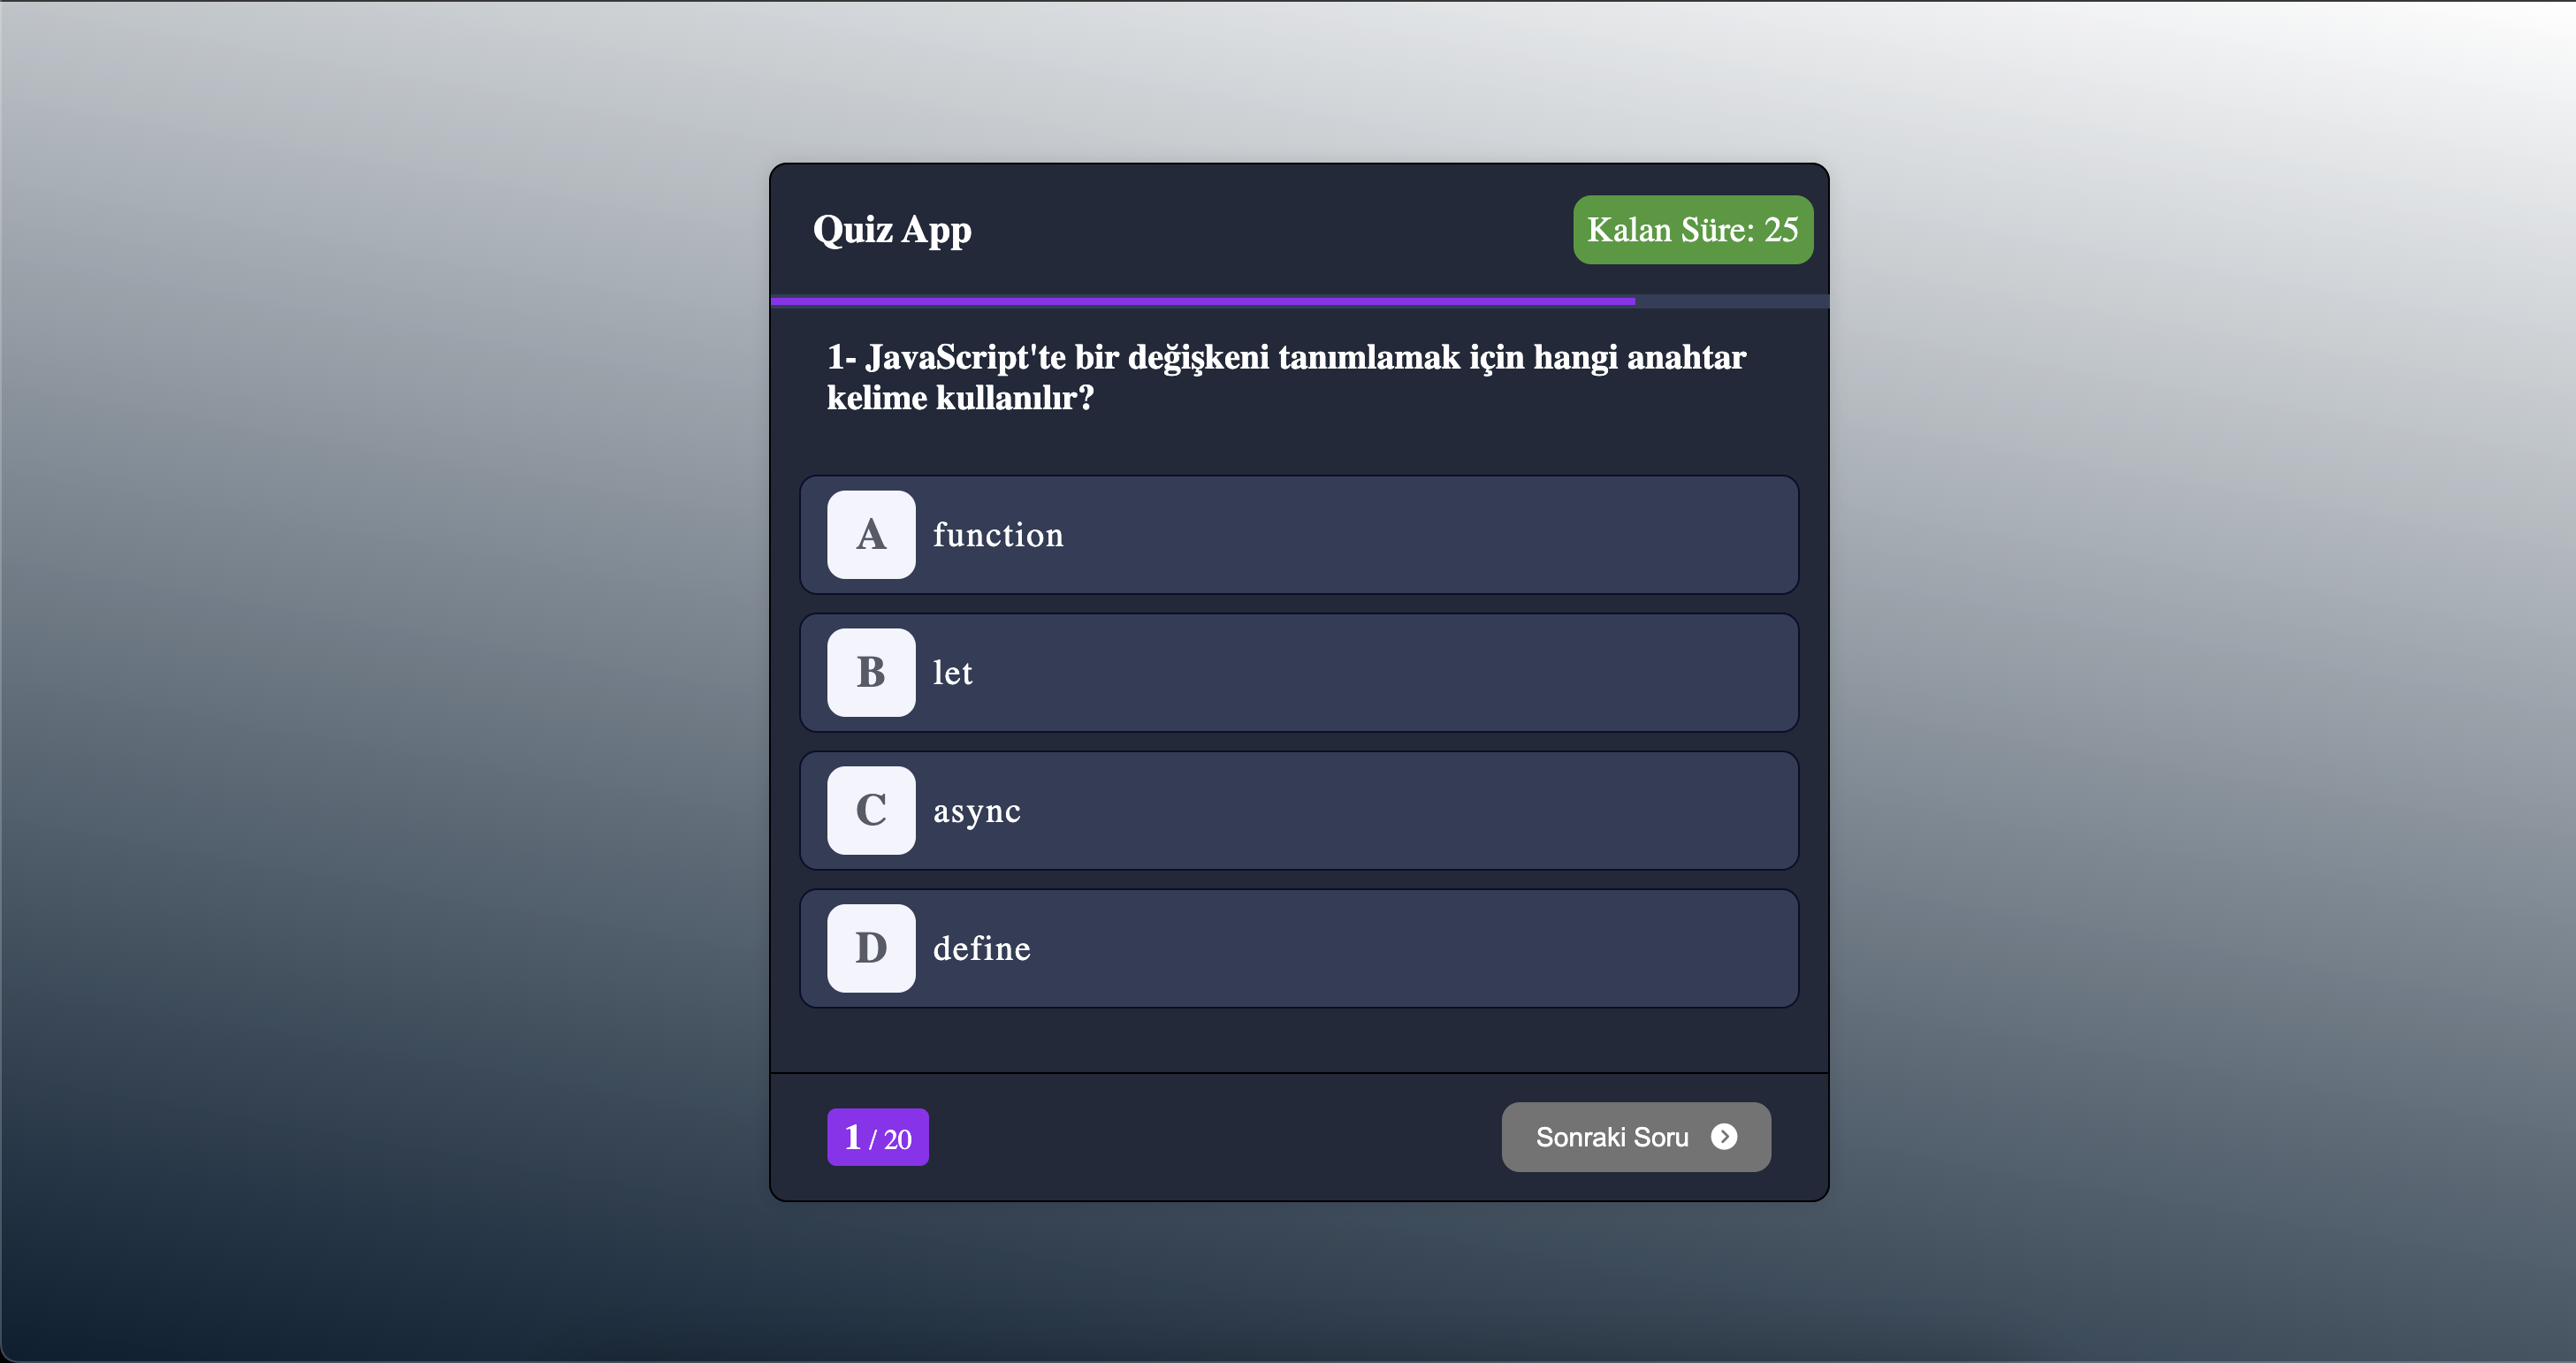 Quiz App
Kalan Süre: 25
1- JavaScript'te bir değişkeni tanımlamak için hangi anahtar
kelime kullanılır?
A function
B let
C async
D define
1 / 20
Sonraki Soru